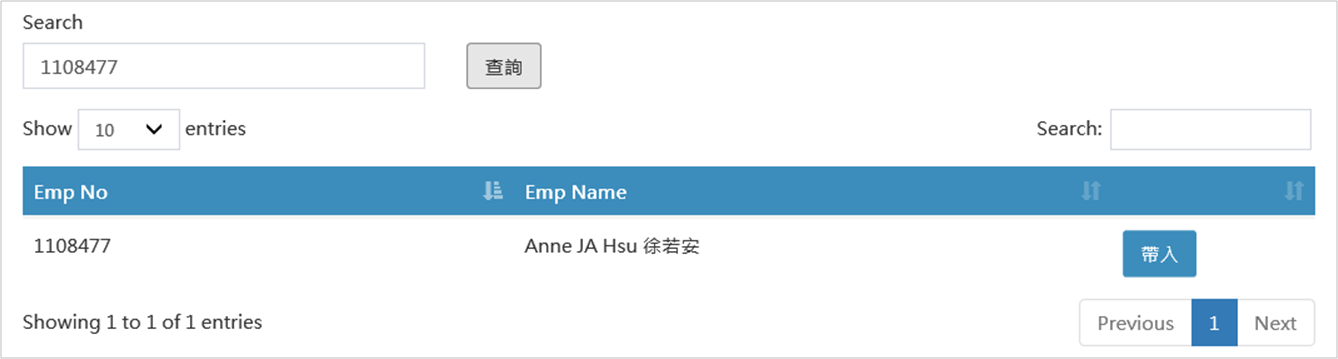 Search
1108477 查詢
Show 10 entries Search:
Emp No Emp Name
1108477 Anne JA Hsu 徐若安 帶入
Showing 1 to 1 of 1 entries Previous 1 Next